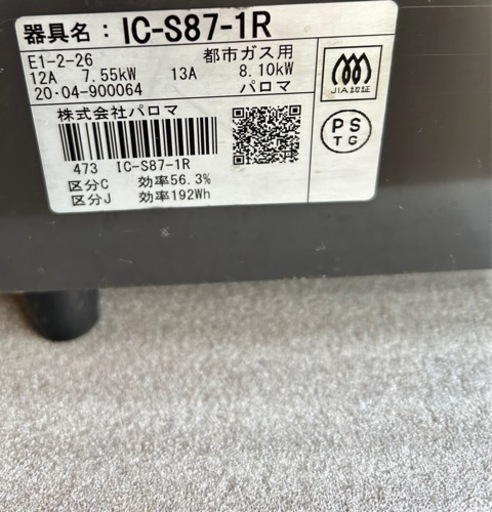 器具名：IC-S87-1R
E1-2-26 都市ガス用
12A 7.55kW 13A 8.10kW
20·04-900064 パロマ
JIA認証
株式会社パロマ
PS
TG
473 IC-S87-1R
区分C 効率56.3%
区分J 効率192Wh